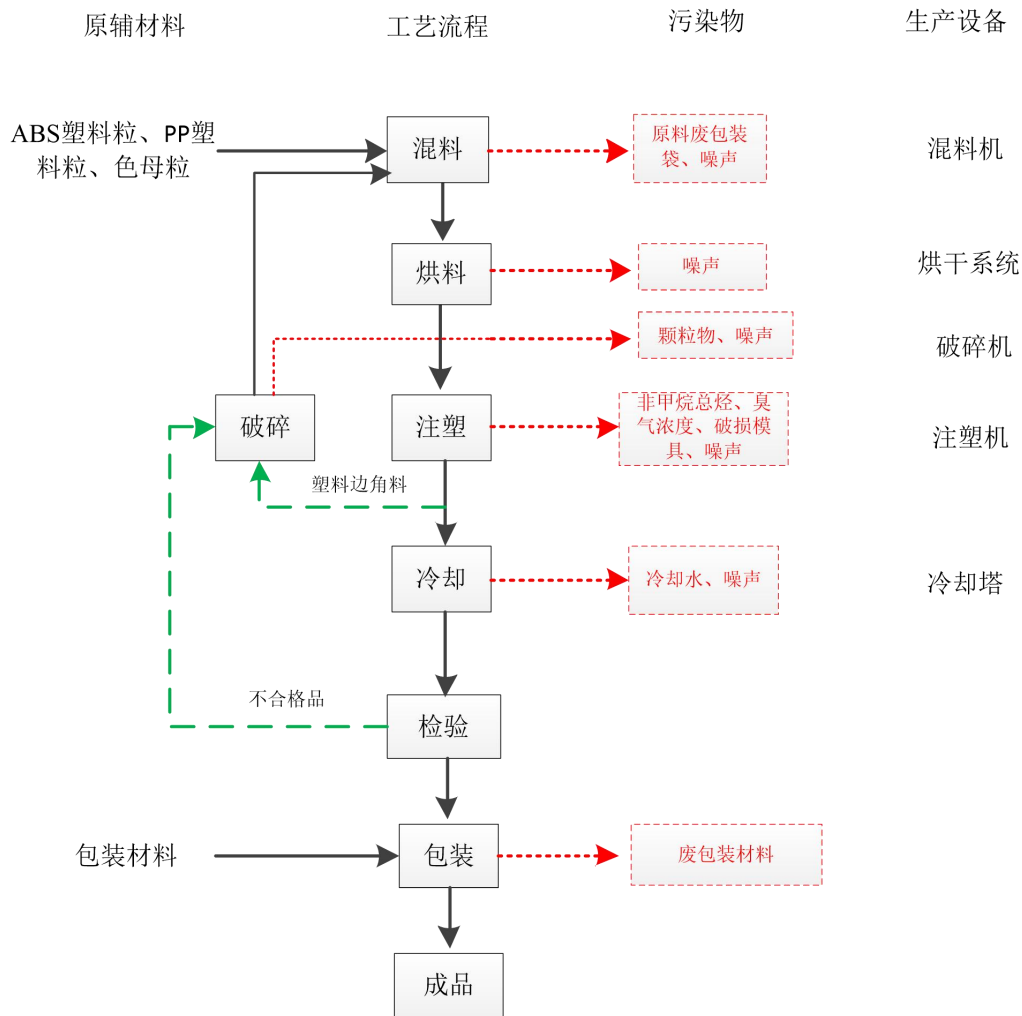 原辅材料
工艺流程
污染物
生产设备
ABS塑料粒、PP塑
料粒、色母粒
混料
原料废包装
袋、噪声
混料机
烘料
噪声
烘干系统
颗粒物、噪声
破碎机
破碎
注塑
非甲烷总烃、臭
气浓度、破损模
具、噪声
注塑机
塑料边角料
冷却
冷却水、噪声
冷却塔
不合格品
检验
包装材料
包装
废包装材料
成品